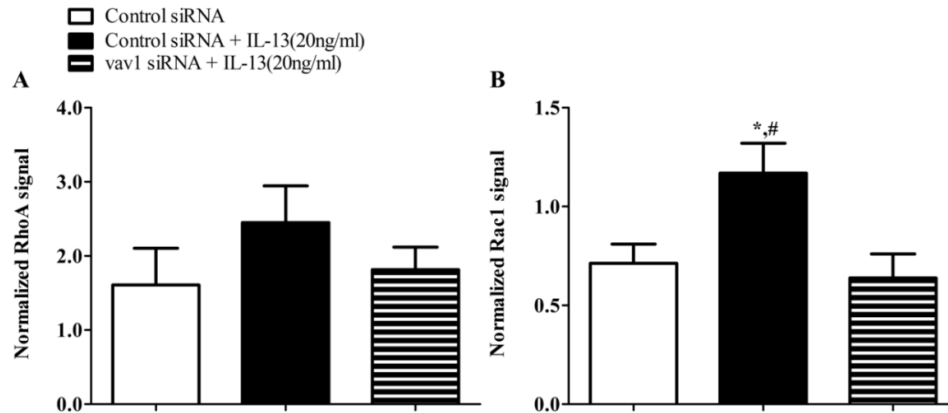 Control siRNA
Control siRNA + IL-13(20ng/ml)
vav1 siRNA + IL-13(20ng/ml)
A
Normalized RhoA signal
4.0
3.0
2.0
1.0
0.0
B
Normalized Rac1 signal
1.5
1.0
0.5
0.0
*,#